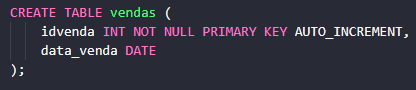 CREATE TABLE vendas (
    idvenda INT NOT NULL PRIMARY KEY AUTO_INCREMENT,
    data_venda DATE
);